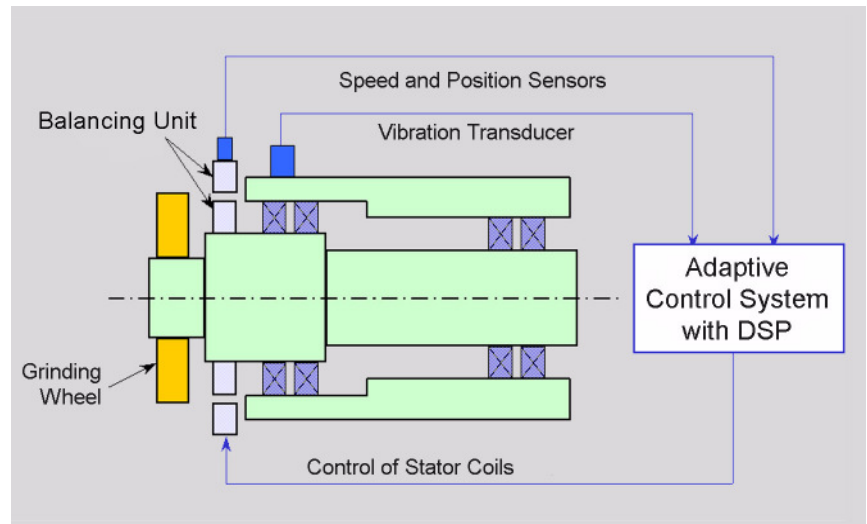 Speed and Position Sensors
Balancing Unit
Vibration Transducer
Adaptive
Control System
with DSP
Grinding
Wheel
Control of Stator Coils